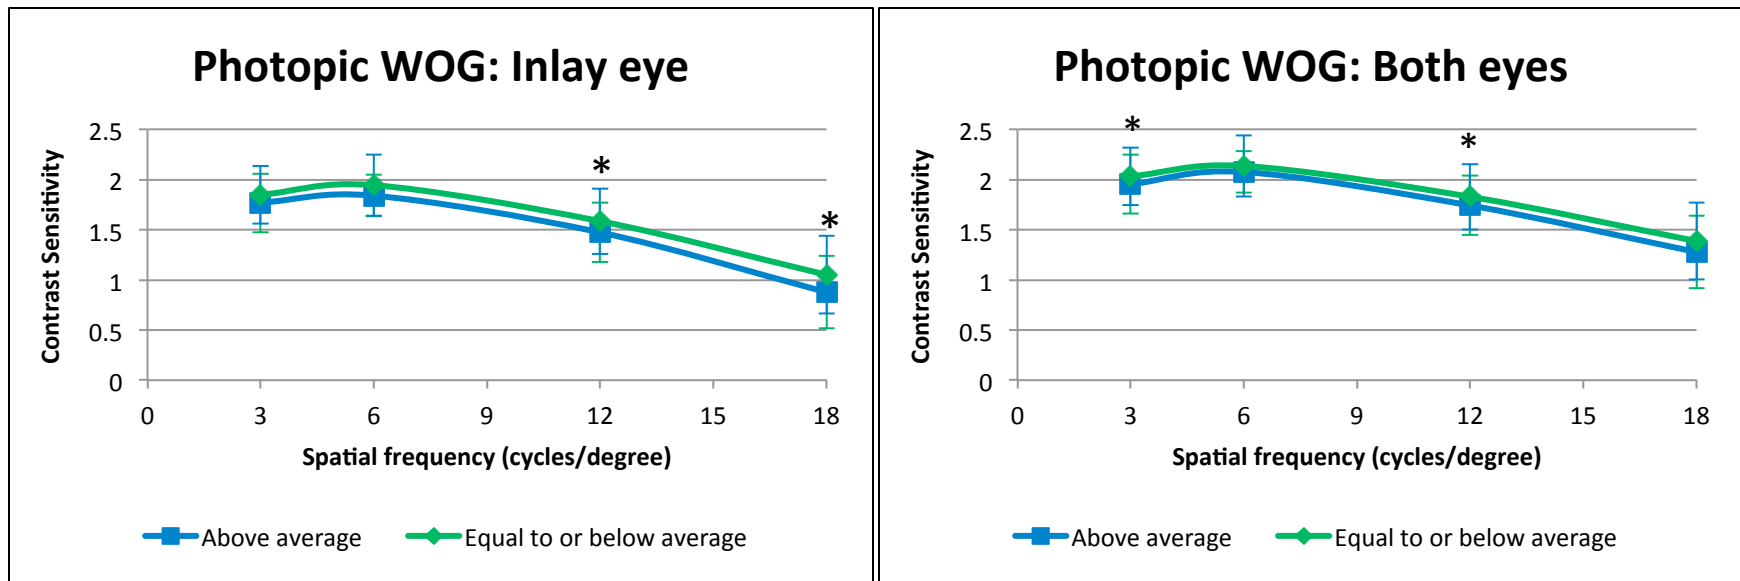 Photopic WOG: Inlay eye
2.5
2
1.5
1
0.5
0
Contrast Sensitivity
* *
0 3 6 9 12 15 18
Spatial frequency (cycles/degree)
Above average Equal to or below average
Photopic WOG: Both eyes
2.5
2
1.5
1
0.5
0
Contrast Sensitivity
* *
0 3 6 9 12 15 18
Spatial frequency (cycles/degree)
Above average Equal to or below average